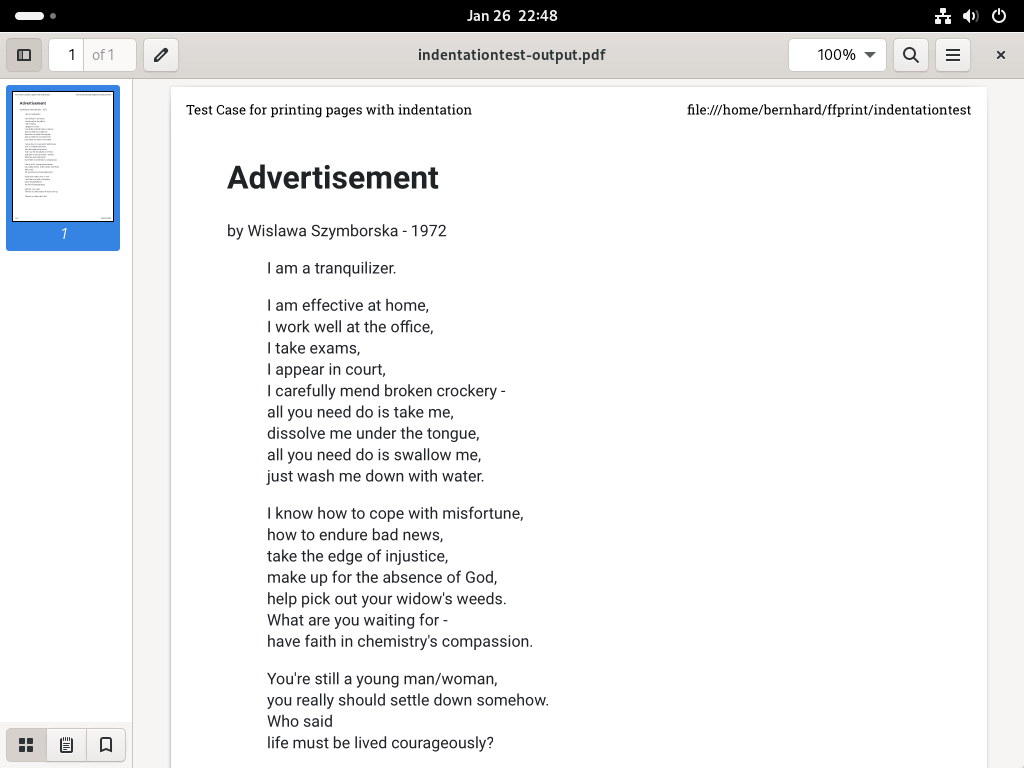 Jan 26 22:48
1 of 1
indentationtest-output.pdf
100%
1
Test Case for printing pages with indentation
file:///home/bernhard/ffprint/indentationtest
Advertisement
by Wislawa Szymborska - 1972
I am a tranquilizer.
I am effective at home,
I work well at the office,
I take exams,
I appear in court,
I carefully mend broken crockery -
all you need do is take me,
dissolve me under the tongue,
all you need do is swallow me,
just wash me down with water.
I know how to cope with misfortune,
how to endure bad news,
take the edge of injustice,
make up for the absence of God,
help pick out your widow's weeds.
What are you waiting for -
have faith in chemistry's compassion.
You're still a young man/woman,
you really should settle down somehow.
Who said
life must be lived courageously?